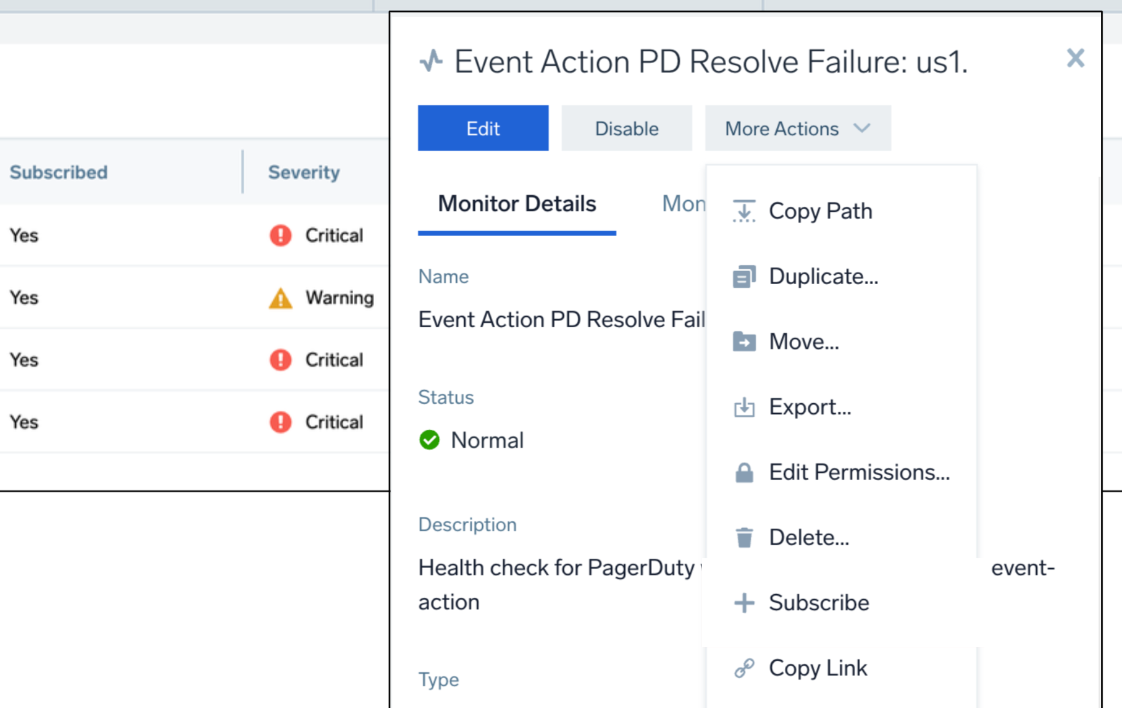 Event Action PD Resolve Failure: us1.
Edit Disable More Actions
Subscribed Severity
Yes Critical
Yes Warning
Yes Critical
Yes Critical
Monitor Details Mon
Name
Event Action PD Resolve Fail
Status
Normal
Description
Health check for PagerDuty event-
action
Type
Copy Path
Duplicate...
Move...
Export...
Edit Permissions...
Delete...
Subscribe
Copy Link